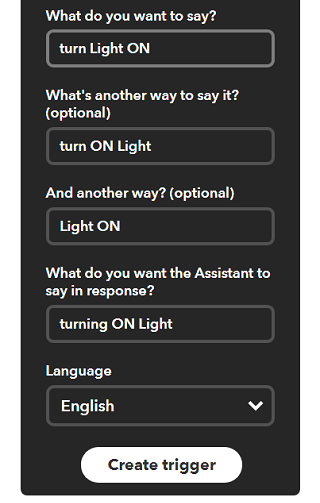 What do you want to say?
turn Light ON
What's another way to say it?
(optional)
turn ON Light
And another way? (optional)
Light ON
What do you want the Assistant to
say in response?
turning ON Light
Language
English
Create trigger